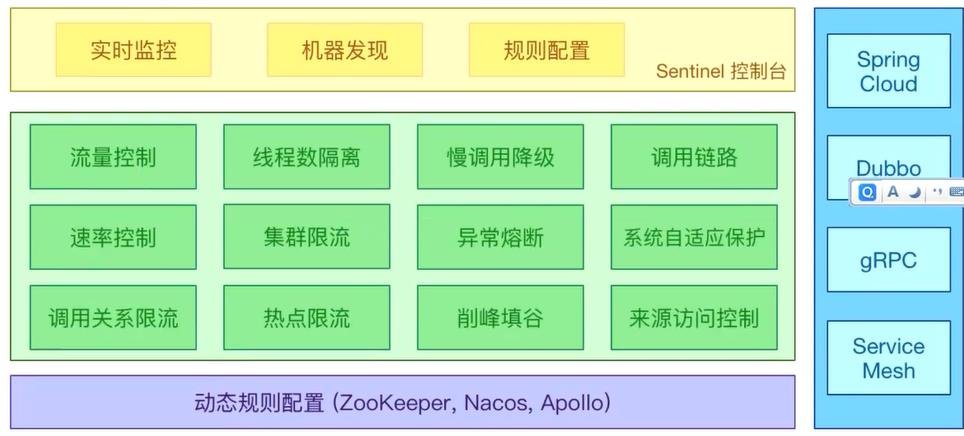 实时监控
机器发现
规则配置
Sentinel 控制台
流量控制
线程数隔离
慢调用降级
调用链路
速率控制
集群限流
异常熔断
系统自适应保护
调用关系限流
热点限流
削峰填谷
来源访问控制
动态规则配置 (ZooKeeper, Nacos, Apollo)
Spring
Cloud
Dubbo
A
gRPC
Service
Mesh